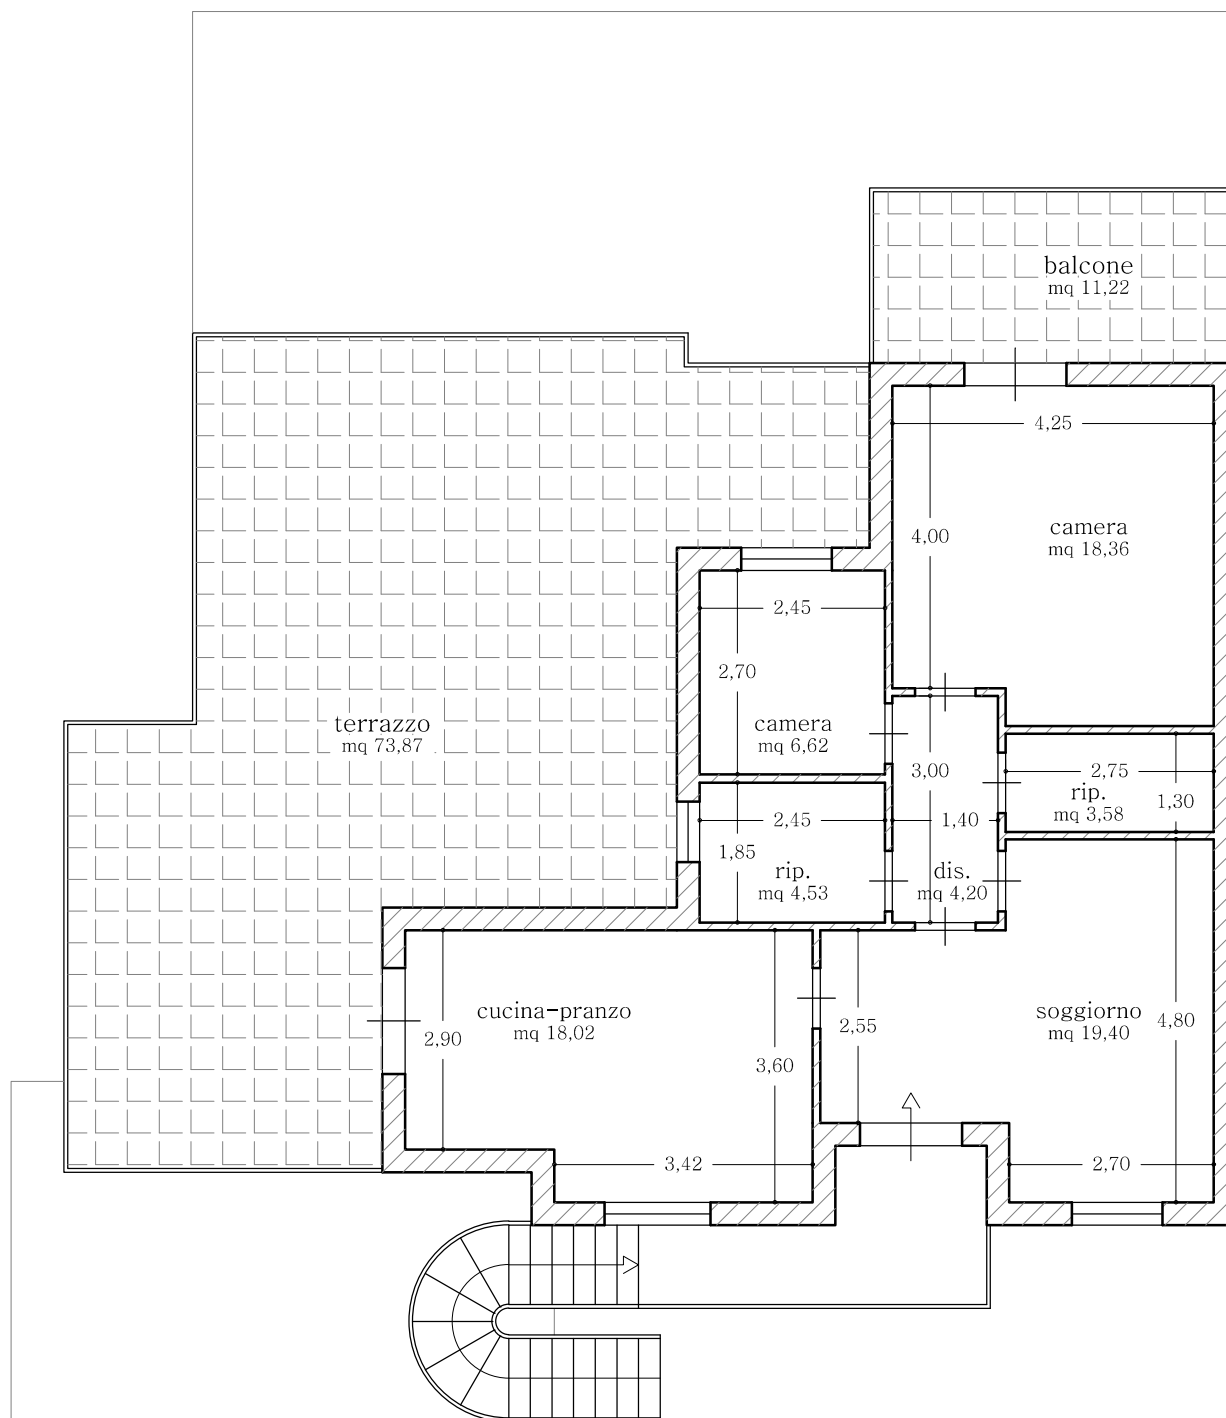 balcone
mq 11,22
4,25
4,00
camera
mq 18,36
2,45
2,70
camera
mq 6,62
terrazzo
mq 73,87
3,00
2,75
rip.
mq 3,58
1,30
2,45
1,85
1,40
rip.
mq 4,53
dis.
mq 4,20
cucina-pranzo
mq 18,02
2,90
3,60
3,42
2,55
soggiorno
mq 19,40
4,80
2,70